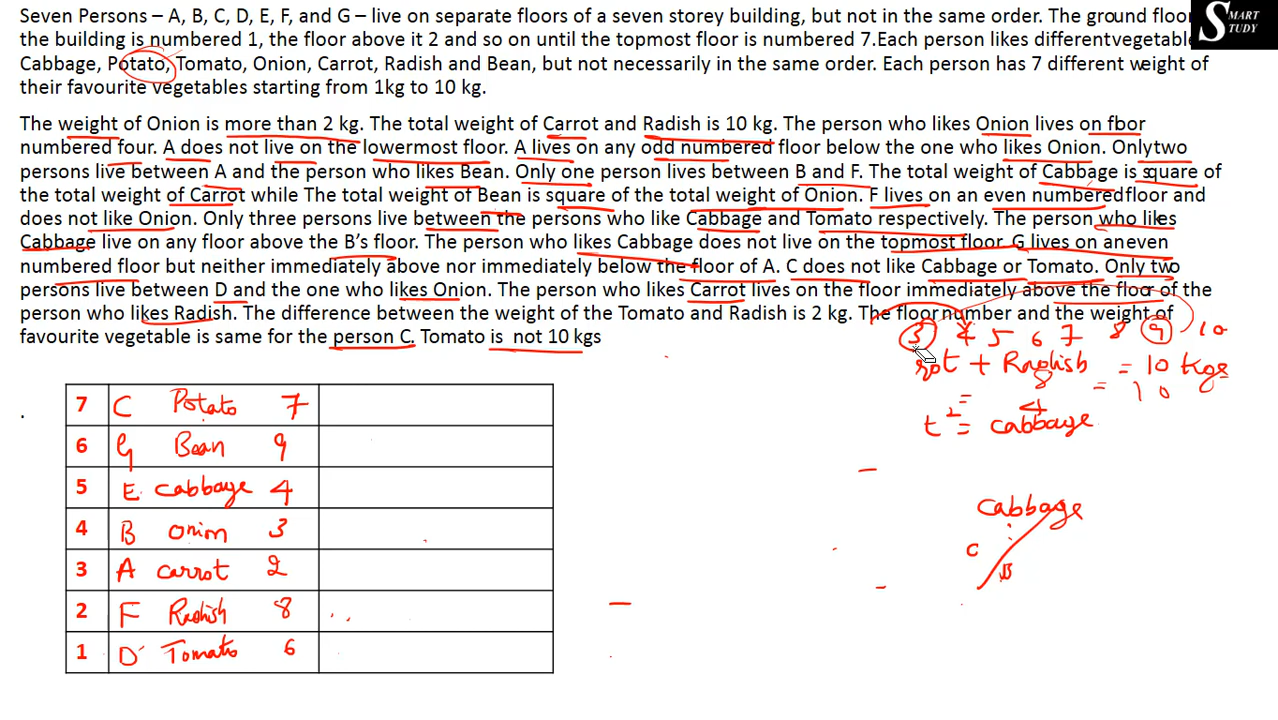 Seven Persons – A, B, C, D, E, F, and G – live on separate floors of a seven storey building, but not in the same order. The ground floor
the building is numbered 1, the floor above it 2 and so on until the topmost floor is numbered 7.Each person likes differentvegetabl
Cabbage, Potato, Tomato, Onion, Carrot, Radish and Bean, but not necessarily in the same order. Each person has 7 different weight of
their favourite vegetables starting from 1kg to 10 kg.
SMART
STUDY
The weight of Onion is more than 2 kg. The total weight of Carrot and Radish is 10 kg. The person who likes Onion lives on floor
numbered four. A does not live on the lowermost floor. A lives on any odd numbered floor below the one who likes Onion. Onlytwo
persons live between A and the person who likes Bean. Only one person lives between B and F. The total weight of Cabbage is square of
the total weight of Carrot while The total weight of Bean is square of the total weight of Onion. F lives on an even numberedfloor and
does not like Onion. Only three persons live between the persons who like Cabbage and Tomato respectively. The person who likes
Cabbage live on any floor above the B's floor. The person who likes Cabbage does not live on the topmost floor. G lives on aneven
numbered floor but neither immediately above nor immediately below the floor of A. C does not like Cabbage or Tomato. Only two
persons live between D and the one who likes Onion. The person who likes Carrot lives on the floor immediately above the floor of the
person who likes Radish. The difference between the weight of the Tomato and Radish is 2 kg. The floor number and the weight of
favourite vegetable is same for the person C. Tomato is not 10 kgs
3 4 5 6 7 8 9 10
rot + Radish = 10 kgs
8 = 10
t² = cabbage
4
cabbage
C
B
7 C Potato 7
6 G Bean 9
5 E cabbage 4
4 B onion 3
3 A carrot 2
2 F Radish 8
1 D Tomato 6